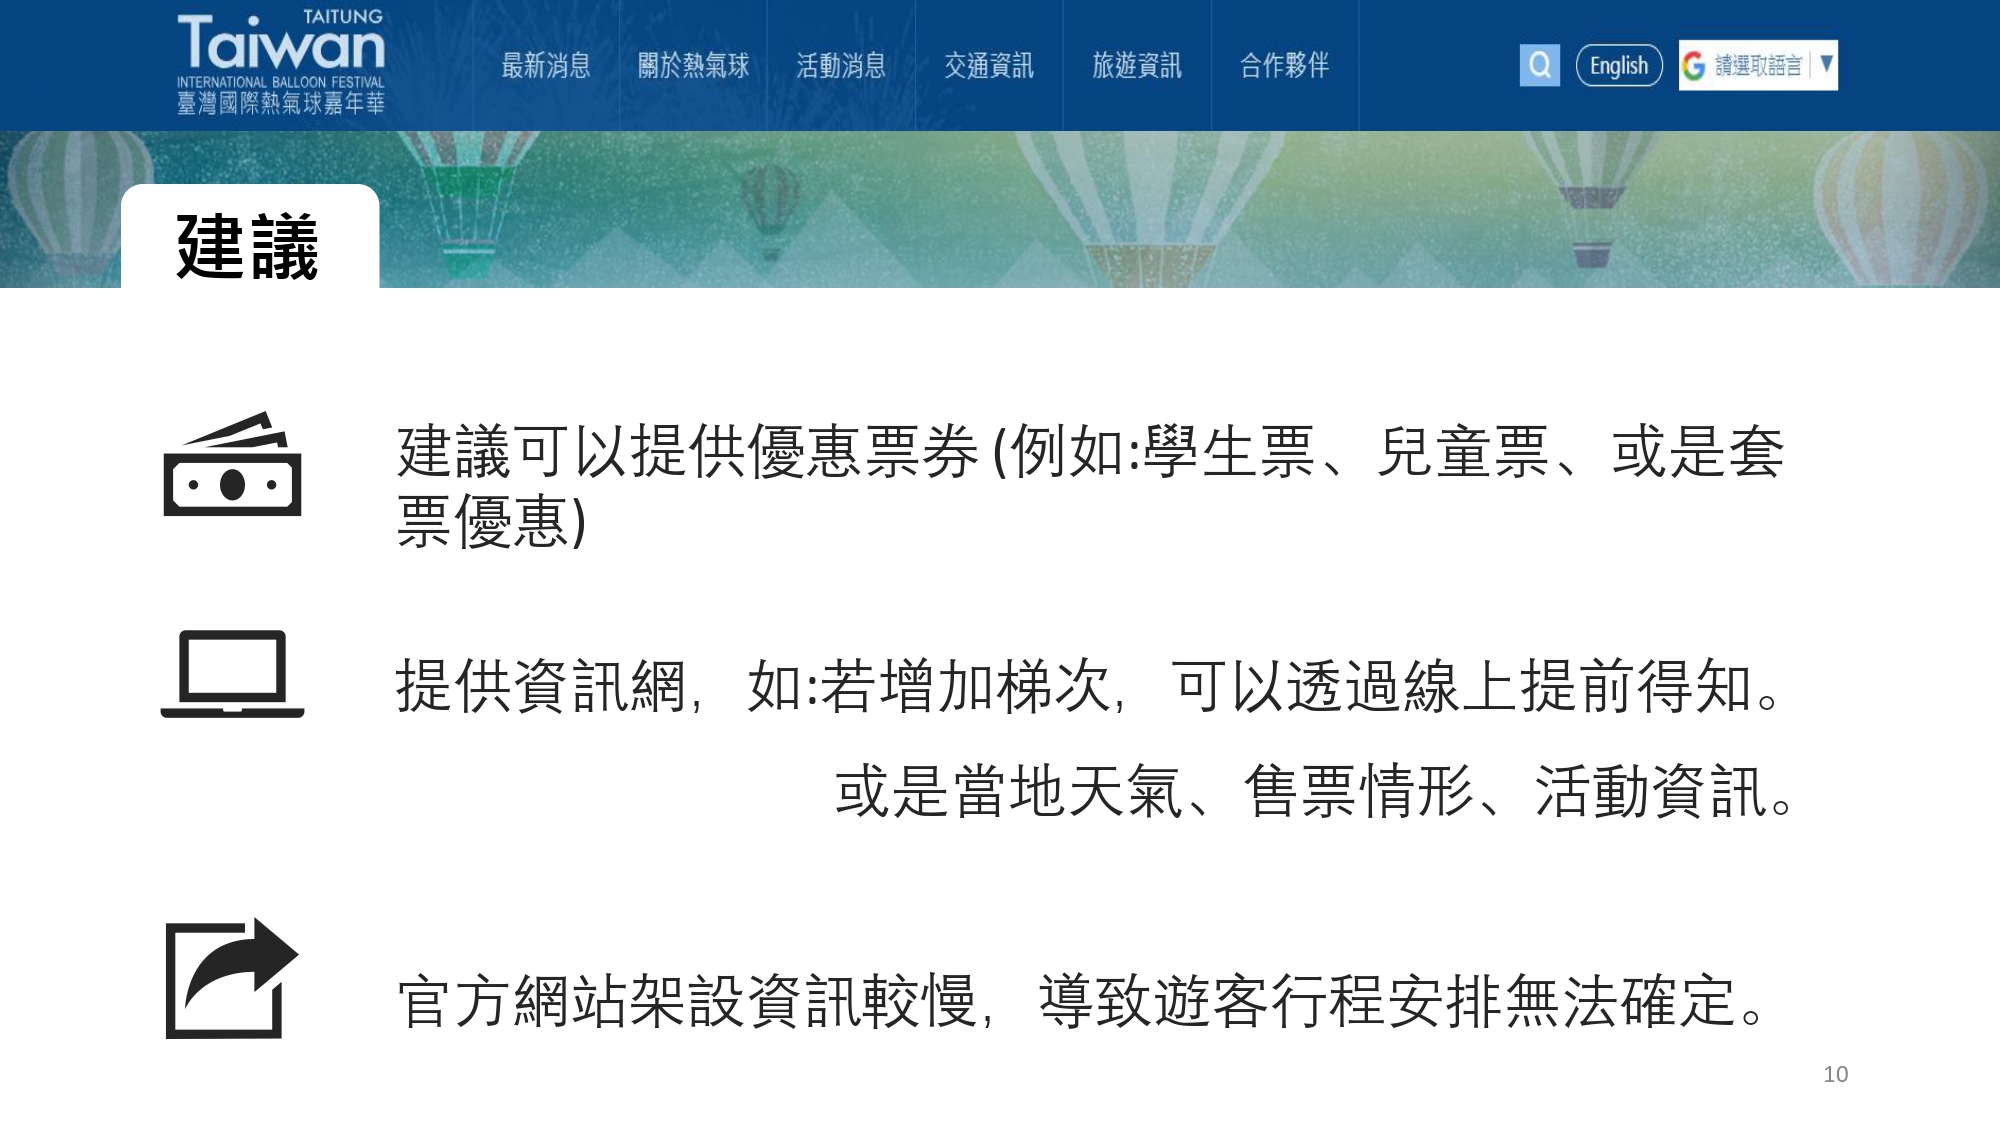 TAITUNG
Taiwan
INTERNATIONAL BALLOON FESTIVAL
臺灣國際熱氣球嘉年華
最新消息 關於熱氣球 活動消息 交通資訊 旅遊資訊 合作夥伴 English G 請選取語言 ▼
建議
建議可以提供優惠票券 (例如:學生票、兒童票、或是套
票優惠)
提供資訊網，如:若增加梯次，可以透過線上提前得知。
或是當地天氣、售票情形、活動資訊。
官方網站架設資訊較慢，導致遊客行程安排無法確定。
10